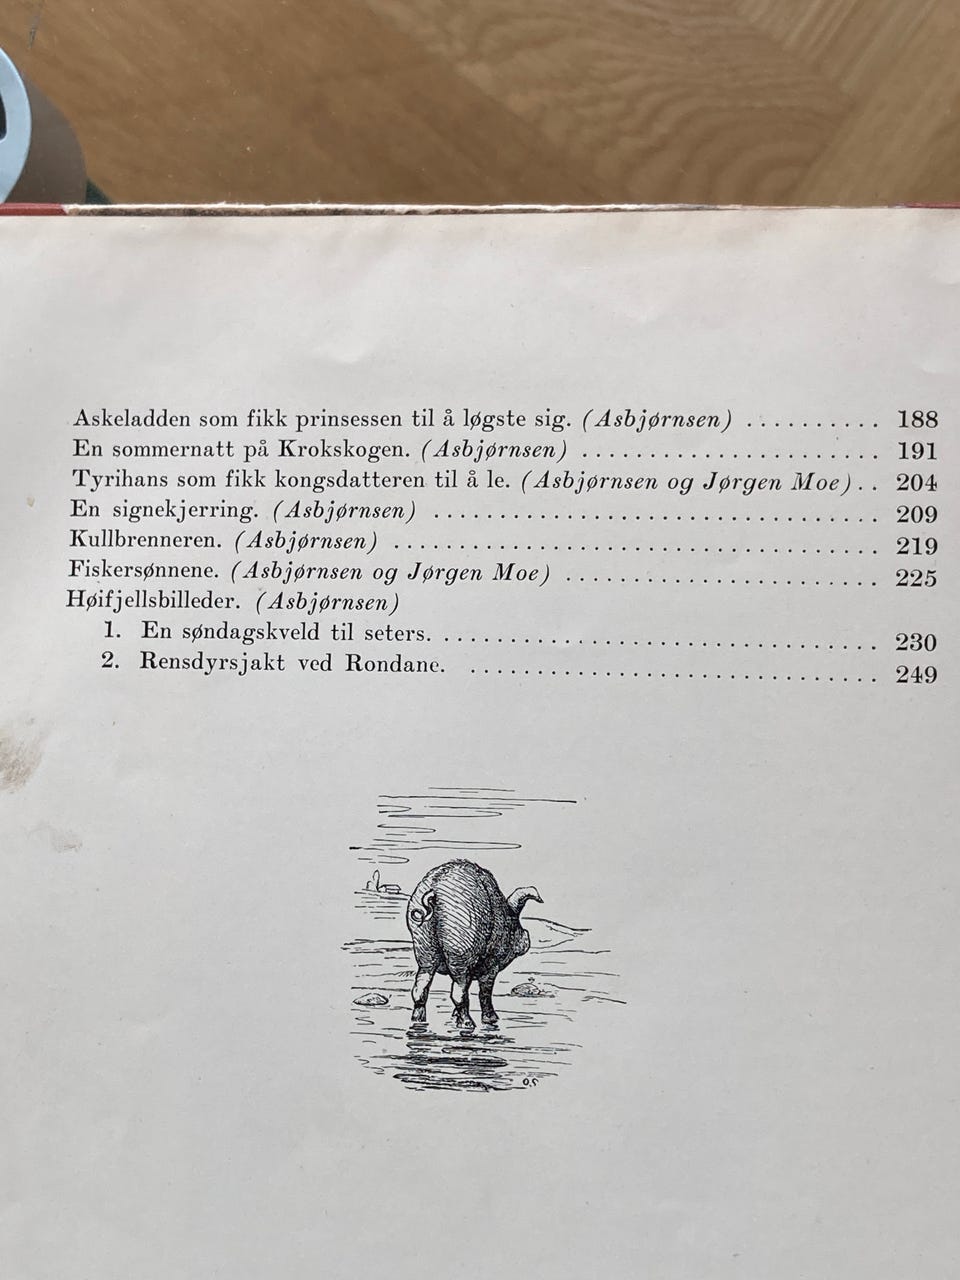 Askeladden som fikk prinsessen til å løgste sig. (Asbjørnsen) .......... 188
En sommernatt på Krokskogen. (Asbjørnsen) ...................... 191
Tyrihans som fikk kongsdatteren til å le. (Asbjørnsen og Jørgen Moe) .. 204
En signekjerring. (Asbjørnsen) ................................. 209
Kullbrenneren. (Asbjørnsen) .................................... 219
Fiskersønnene. (Asbjørnsen og Jørgen Moe) ....................... 225
Høifjellsbilleder. (Asbjørnsen)
1. En søndagskveld til seters. ................................. 230
2. Rensdyrsjakt ved Rondane. ............................... 249